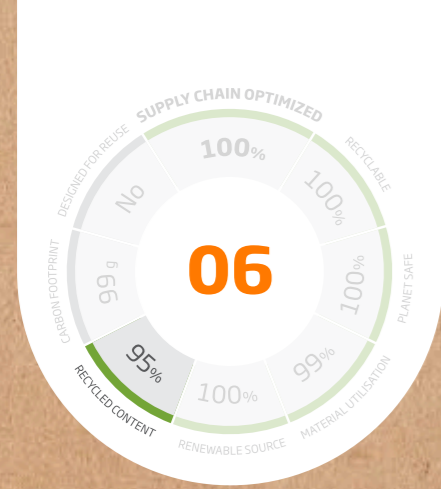 SUPPLY CHAIN OPTIMIZED
100%
RECYCLABLE
100%
PLANET SAFE
100%
MATERIAL UTILISATION
99%
RENEWABLE SOURCE
100%
RECYCLED CONTENT
95%
CARBON FOOTPRINT
66 g
DESIGNED FOR REUSE
No
06